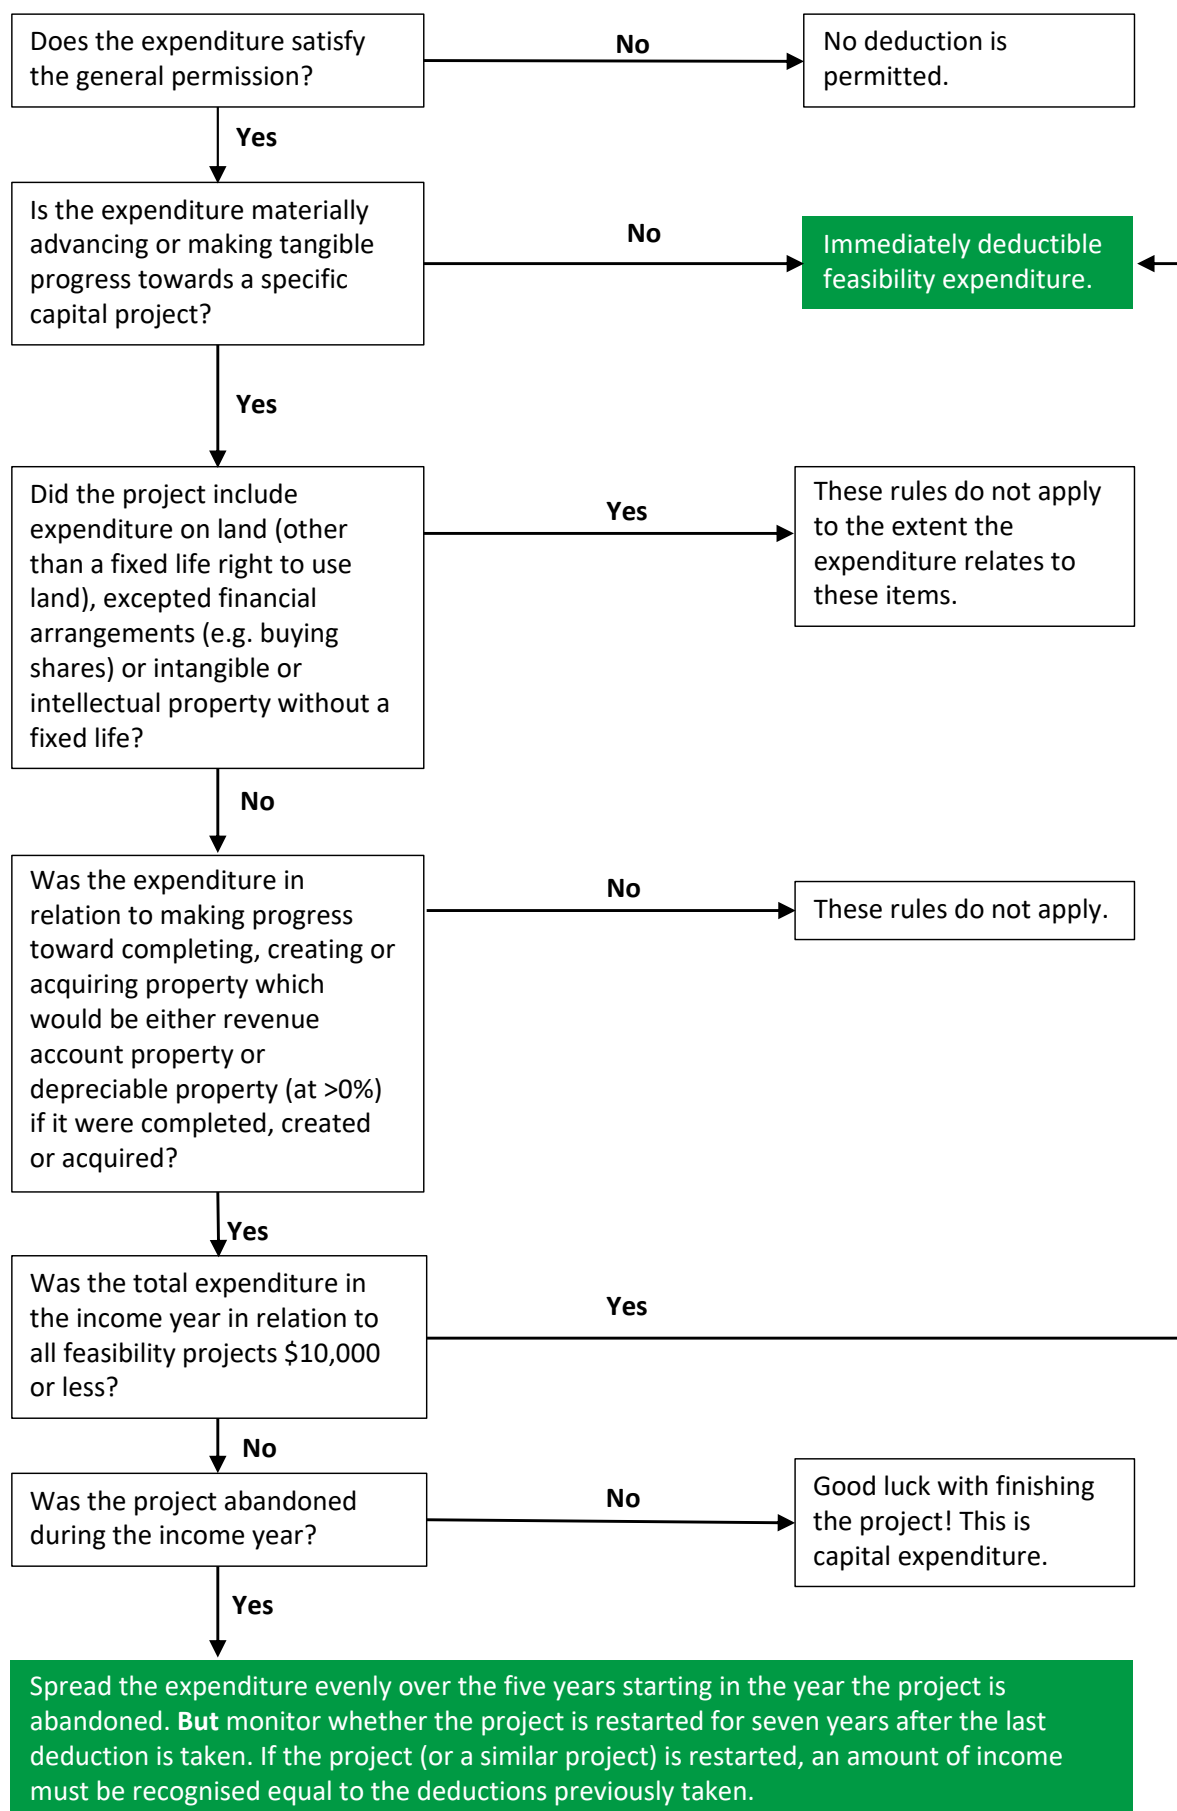 Does the expenditure satisfy
the general permission?
No
No deduction is
permitted.
Yes
Is the expenditure materially
advancing or making tangible
progress towards a specific
capital project?
No
Immediately deductible
feasibility expenditure.
Yes
Did the project include
expenditure on land (other
than a fixed life right to use
land), excepted financial
arrangements (e.g. buying
shares) or intangible or
intellectual property without a
fixed life?
Yes
These rules do not apply
to the extent the
expenditure relates to
these items.
No
Was the expenditure in
relation to making progress
toward completing, creating or
acquiring property which
would be either revenue
account property or
depreciable property (at >0%)
if it were completed, created
or acquired?
No
These rules do not apply.
Yes
Was the total expenditure in
the income year in relation to
all feasibility projects $10,000
or less?
Yes
No
Was the project abandoned
during the income year?
No
Good luck with finishing
the project! This is
capital expenditure.
Yes
Spread the expenditure evenly over the five years starting in the year the project is
abandoned. But monitor whether the project is restarted for seven years after the last
deduction is taken. If the project (or a similar project) is restarted, an amount of income
must be recognised equal to the deductions previously taken.